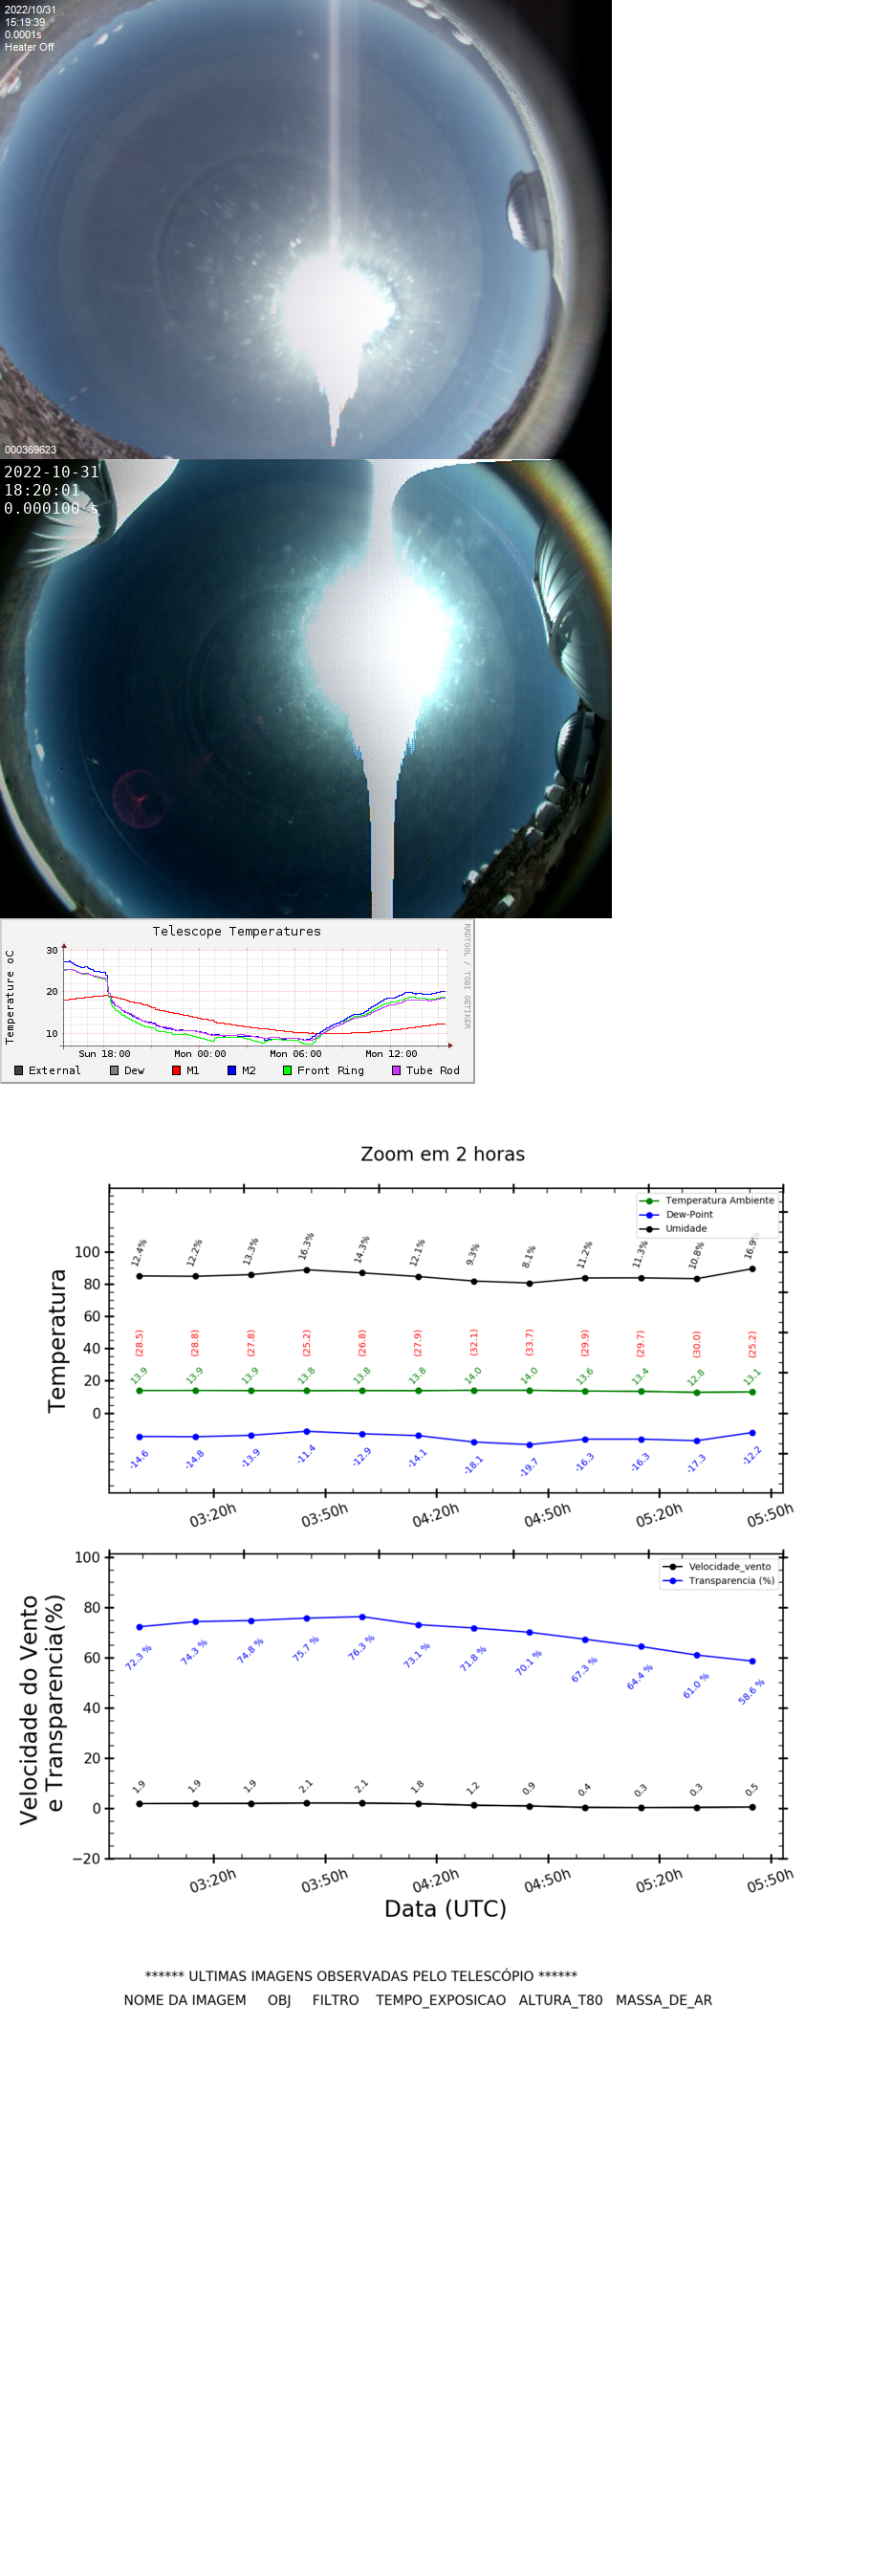 2022/10/31
15:19:39
0.0001s
Heater Off
000369623
2022-10-31
18:20:01
0.000100 s
Telescope Temperatures
RRDTOOL / TOBI OETIKER
Temperature oC
30
20
10
Sun 18:00 Mon 00:00 Mon 06:00 Mon 12:00
External Dew M1 M2 Front Ring Tube Rod
Zoom em 2 horas
Temperatura Ambiente
Dew-Point
Umidade
Temperatura
100
80
60
40
20
0
12.4% 12.2% 13.3% 16.3% 14.3% 12.1% 9.3% 8.1% 11.2% 11.3% 10.8% 16.9%
(28.5) (28.8) (27.8) (25.2) (26.8) (27.9) (32.1) (33.7) (29.9) (29.7) (30.0) (25.2)
13.9 13.9 13.9 13.8 13.8 13.8 14.0 14.0 13.6 13.4 12.8 13.1
-14.6 -14.8 -13.9 -11.4 -12.9 -14.1 -18.1 -19.7 -16.3 -16.3 -17.3 -12.2
03:20h 03:50h 04:20h 04:50h 05:20h 05:50h
Velocidade_vento
Transparencia (%)
Velocidade do Vento
e Transparencia(%)
100
80
60
40
20
0
−20
72.3 % 74.3 % 74.8 % 75.7 % 76.3 % 73.1 % 71.8 % 70.1 % 67.3 % 64.4 % 61.0 % 58.6 %
1.9 1.9 1.9 2.1 2.1 1.8 1.2 0.9 0.4 0.3 0.3 0.5
03:20h 03:50h 04:20h 04:50h 05:20h 05:50h
Data (UTC)
****** ULTIMAS IMAGENS OBSERVADAS PELO TELESCÓPIO ******
NOME DA IMAGEM OBJ FILTRO TEMPO_EXPOSICAO ALTURA_T80 MASSA_DE_AR